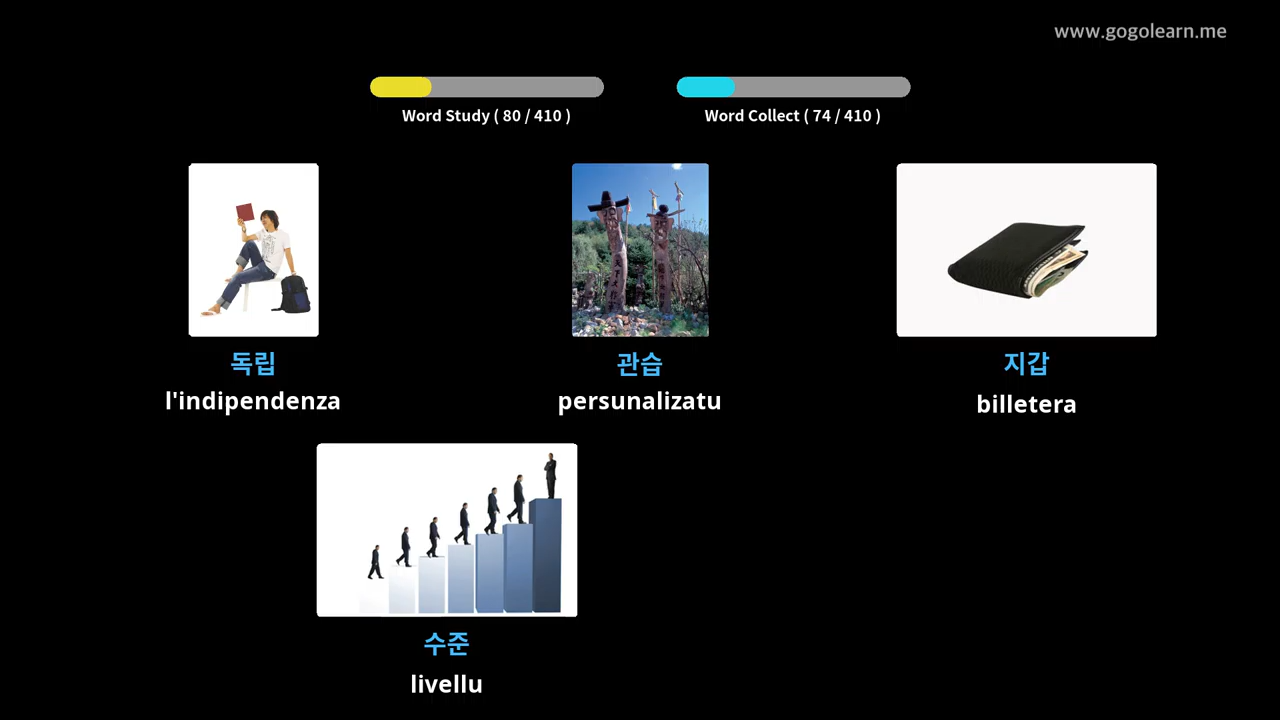 www.gogolearn.me
Word Study ( 80 / 410 )
Word Collect ( 74 / 410 )
독립
l'indipendenza
관습
persunalizatu
지갑
billetera
수준
livellu